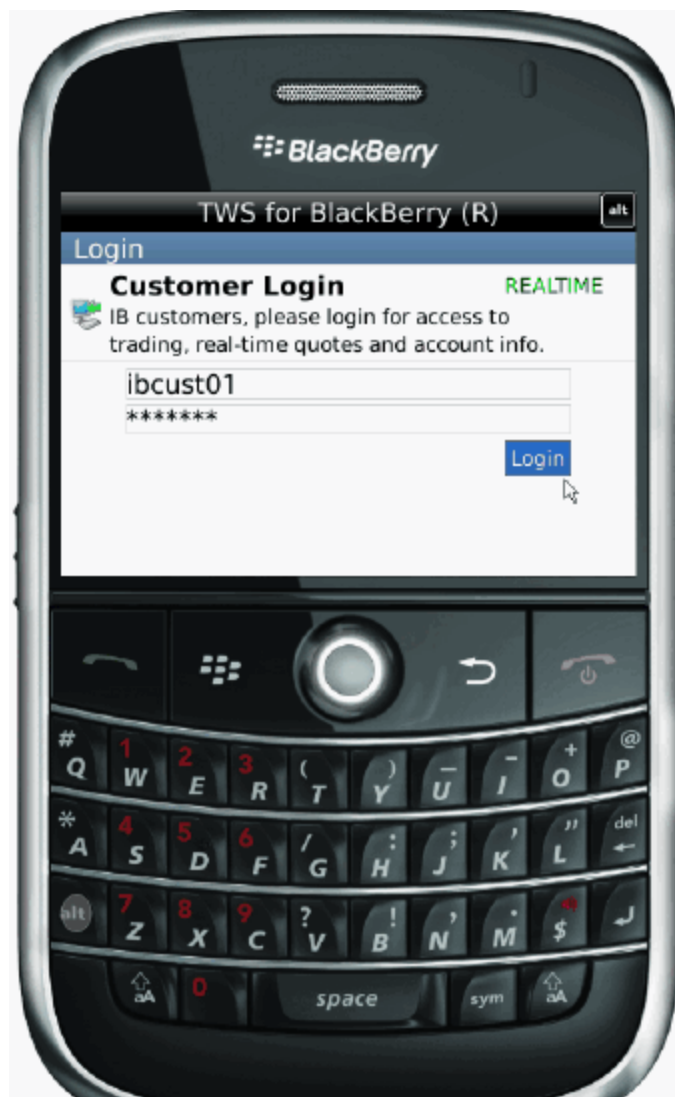 BlackBerry
TWS for BlackBerry (R)
alt
Login
Customer Login
REALTIME
IB customers, please login for access to
trading, real-time quotes and account info.
ibcust01
*******
Login
# 1 2 3 ( ) _ - + @
Q W E R T Y U I O P
* 4 5 6 / : ; ' " del
A S D F G H J K L
alt 7 8 9 ? ! , .
Z X C V B N M $
aA 0 space sym aA